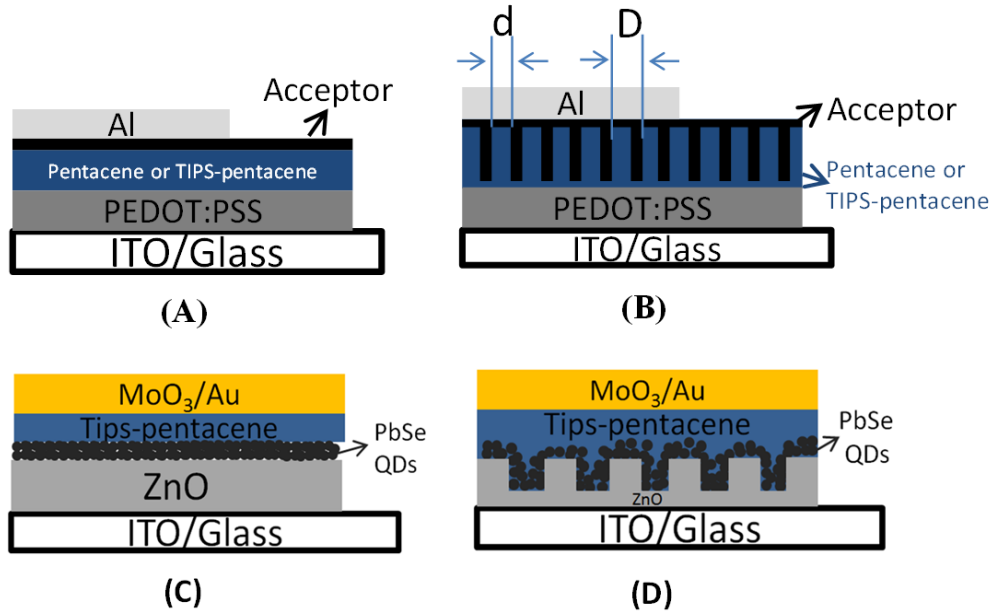 Acceptor
Al
Pentacene or TIPS-pentacene
PEDOT:PSS
ITO/Glass
(A)
d D
Al
Acceptor
Pentacene or
TIPS-pentacene
PEDOT:PSS
ITO/Glass
(B)
MoO₃/Au
Tips-pentacene
PbSe
QDs
ZnO
ITO/Glass
(C)
MoO₃/Au
Tips-pentacene
PbSe
QDs
ZnO
ITO/Glass
(D)